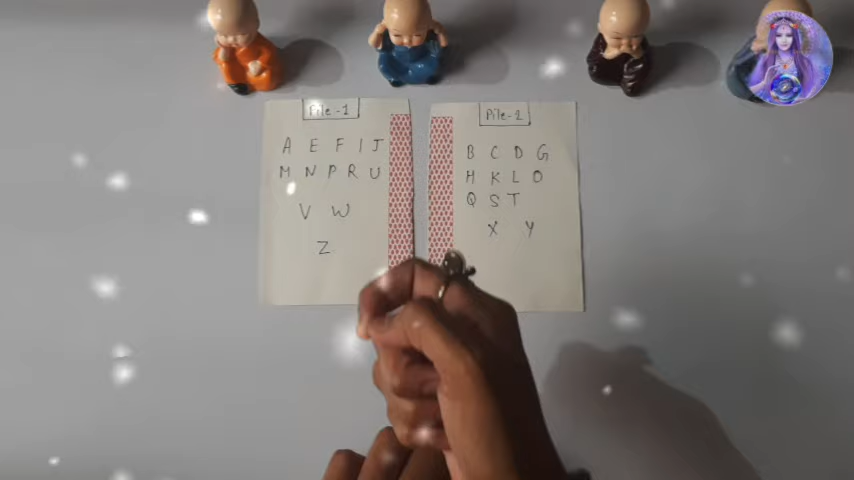 Pile-1
A E F I J
M N P R U
V W
Z
Pile-2
B C D G
H K L O
Q S T
X Y